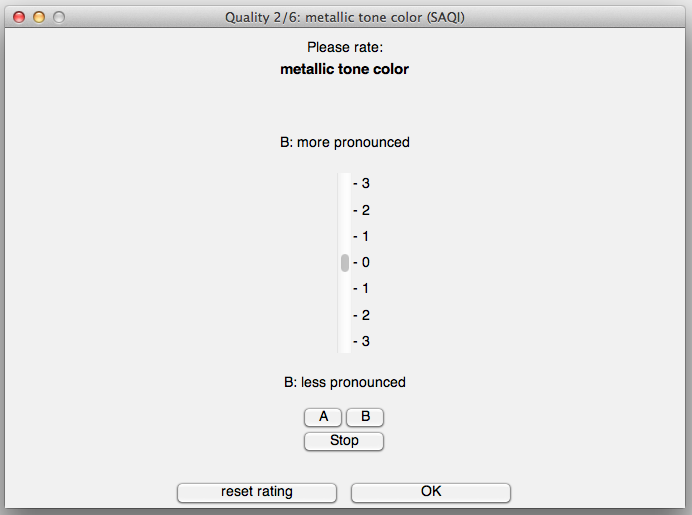 Quality 2/6: metallic tone color (SAQI)
Please rate:
metallic tone color
B: more pronounced
- 3
- 2
- 1
- 0
- 1
- 2
- 3
B: less pronounced
A B
Stop
reset rating OK